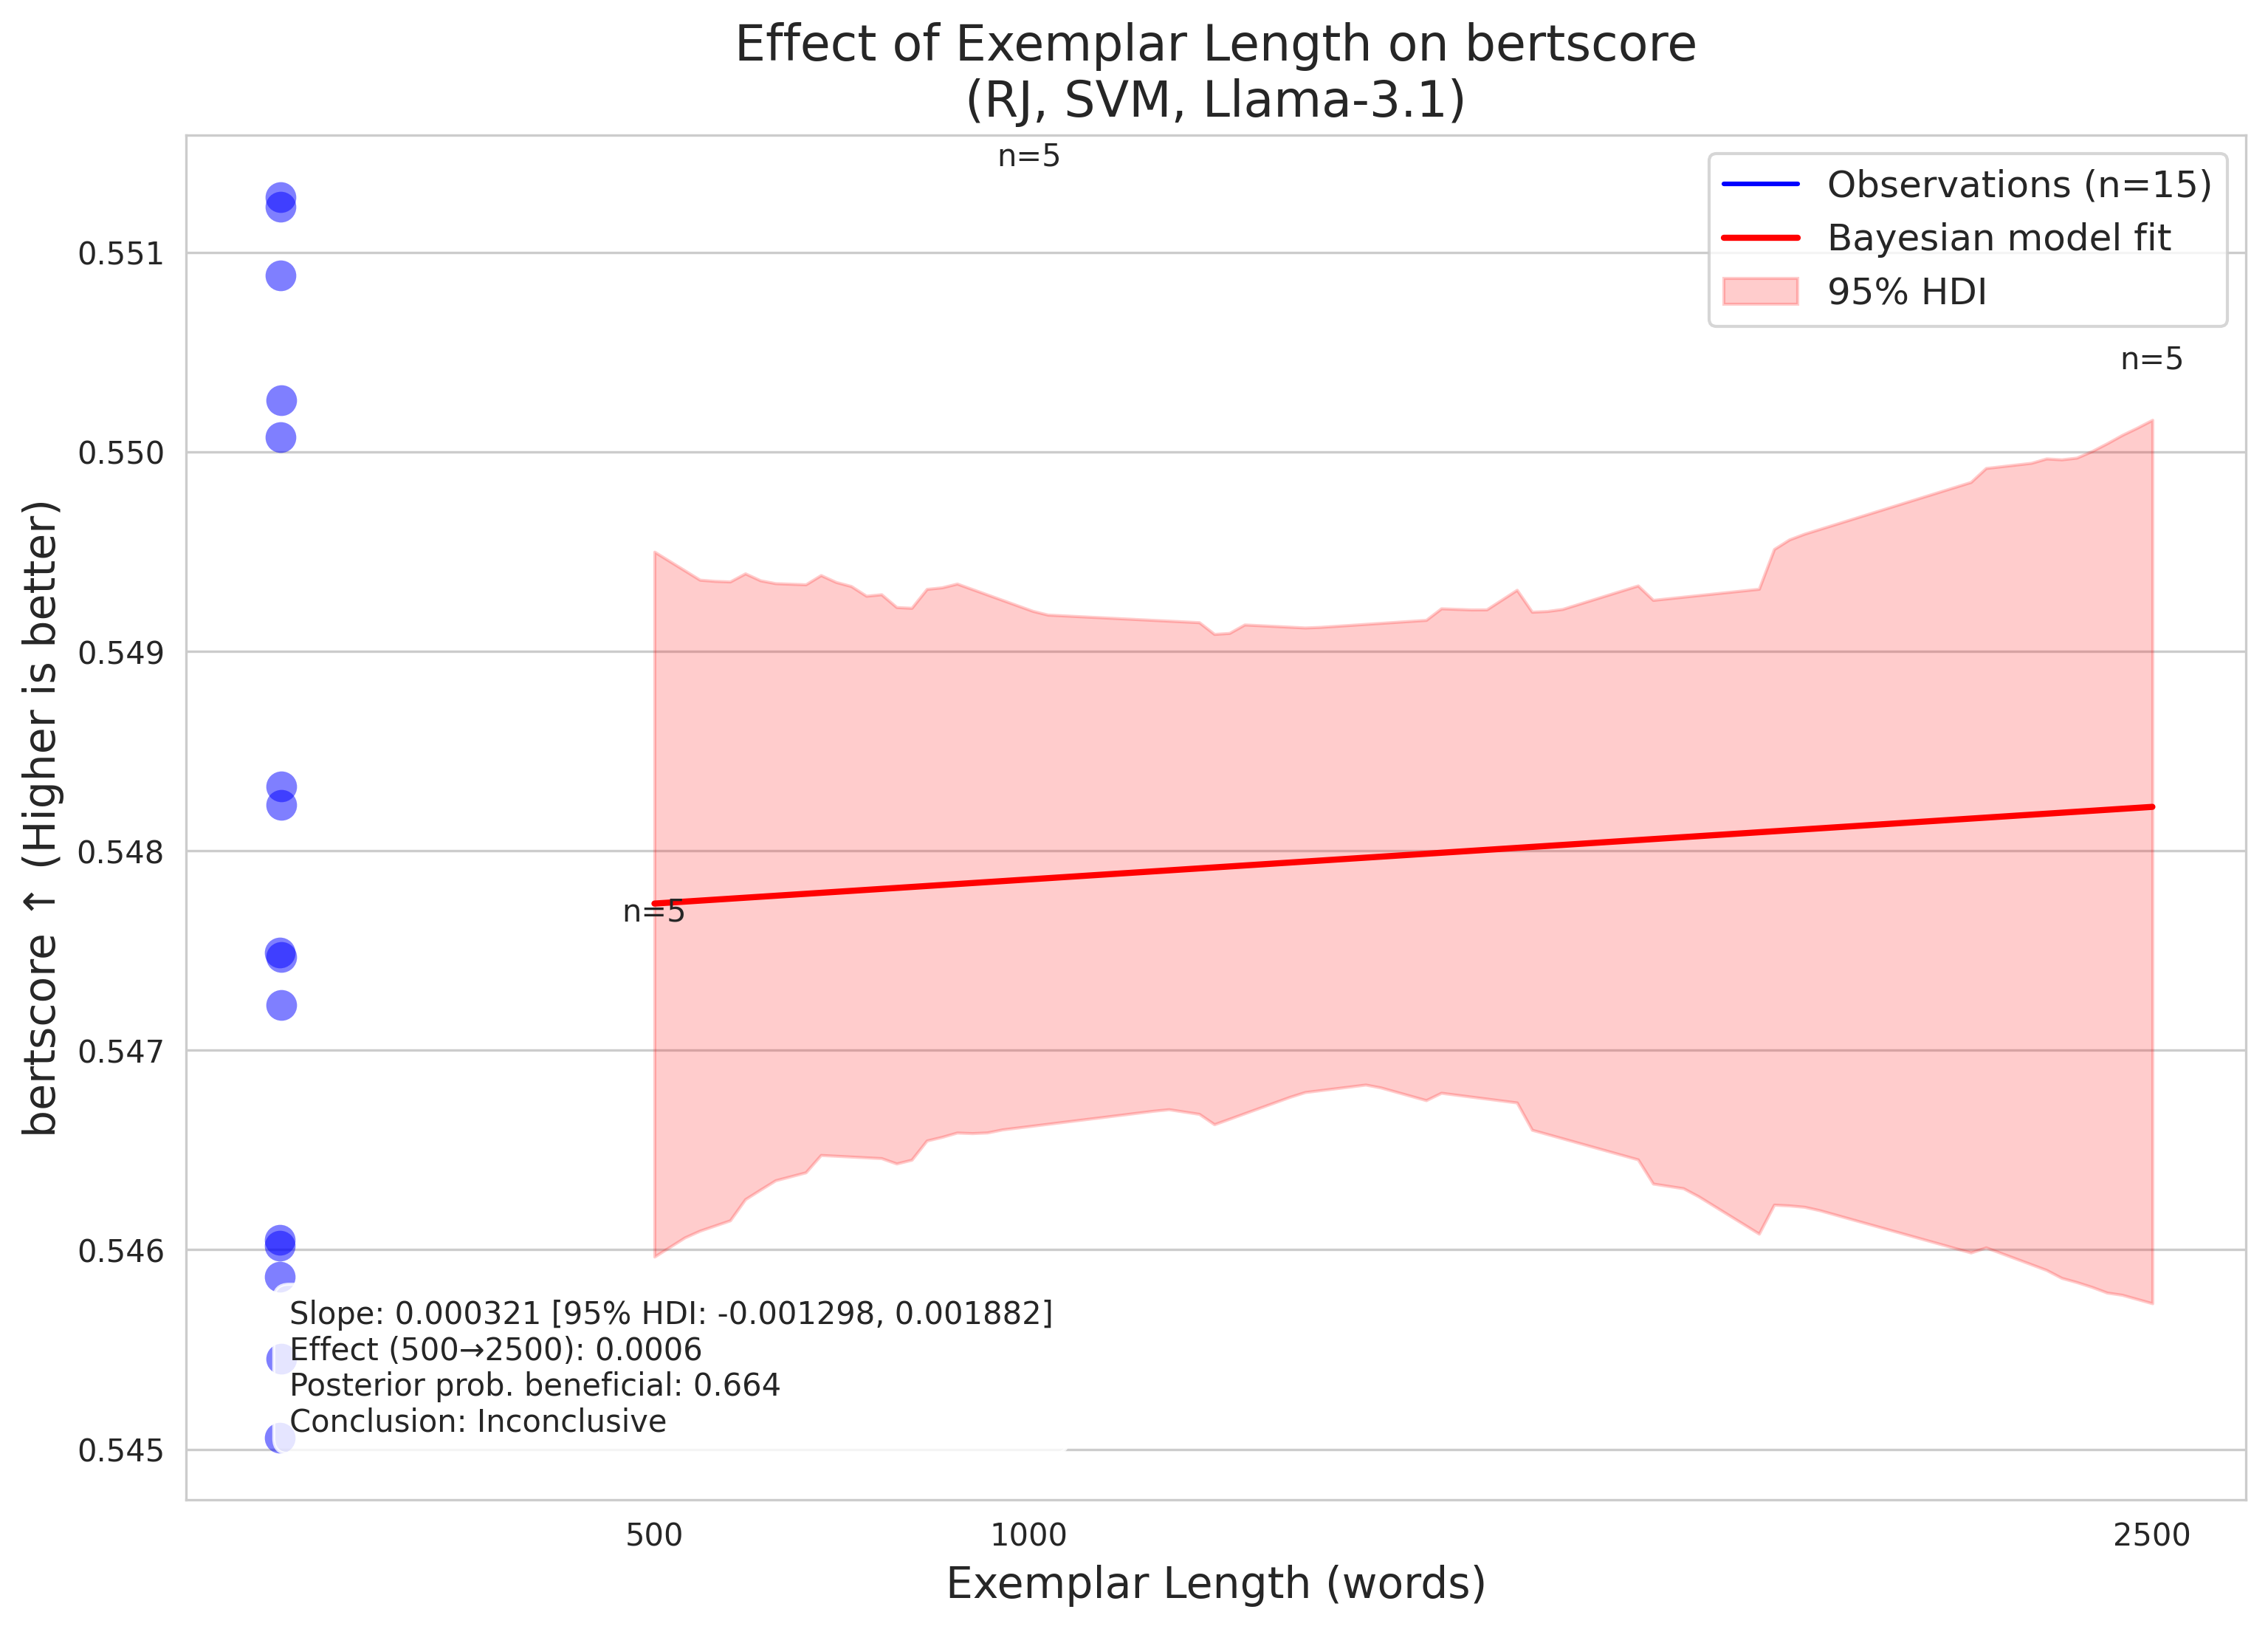 Effect of Exemplar Length on bertscore
(RJ, SVM, Llama-3.1)
n=5
Observations (n=15)
Bayesian model fit
95% HDI
n=5
n=5
0.551
0.550
0.549
0.548
0.547
0.546
0.545
bertscore ↑ (Higher is better)
Slope: 0.000321 [95% HDI: -0.001298, 0.001882]
Effect (500→2500): 0.0006
Posterior prob. beneficial: 0.664
Conclusion: Inconclusive
500
1000
2500
Exemplar Length (words)